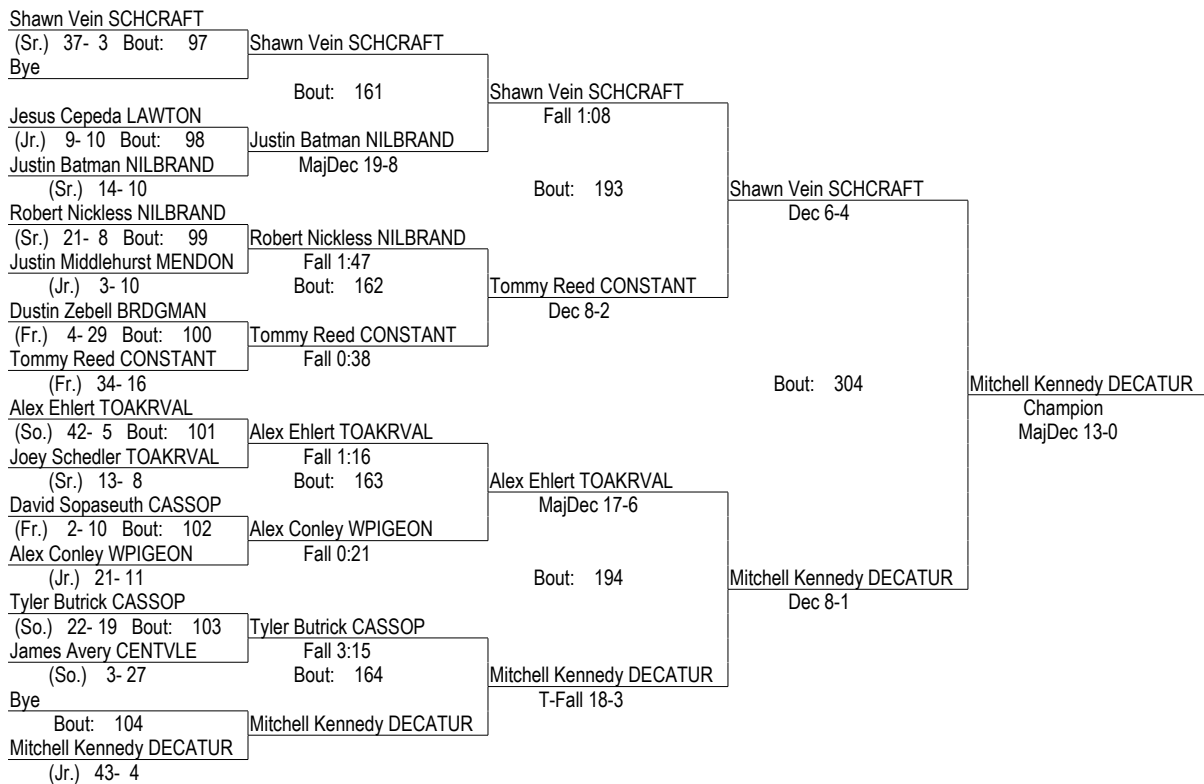 Shawn Vein SCHCRAFT
(Sr.) 37- 3 Bout: 97
Bye
Jesus Cepeda LAWTON
(Jr.) 9- 10 Bout: 98
Justin Batman NILBRAND
(Sr.) 14- 10
Robert Nickless NILBRAND
(Sr.) 21- 8 Bout: 99
Justin Middlehurst MENDON
(Jr.) 3- 10
Dustin Zebell BRDGMAN
(Fr.) 4- 29 Bout: 100
Tommy Reed CONSTANT
(Fr.) 34- 16
Alex Ehlert TOAKRVAL
(So.) 42- 5 Bout: 101
Joey Schedler TOAKRVAL
(Sr.) 13- 8
David Sopaseuth CASSOP
(Fr.) 2- 10 Bout: 102
Alex Conley WPIGEON
(Jr.) 21- 11
Tyler Butrick CASSOP
(So.) 22- 19 Bout: 103
James Avery CENTVLE
(So.) 3- 27
Bye
Bout: 104
Mitchell Kennedy DECATUR
(Jr.) 43- 4
Shawn Vein SCHCRAFT
Bout: 161
Justin Batman NILBRAND
MajDec 19-8
Robert Nickless NILBRAND
Fall 1:47
Bout: 162
Tommy Reed CONSTANT
Fall 0:38
Alex Ehlert TOAKRVAL
Fall 1:16
Bout: 163
Alex Conley WPIGEON
Fall 0:21
Tyler Butrick CASSOP
Fall 3:15
Bout: 164
Mitchell Kennedy DECATUR
Shawn Vein SCHCRAFT
Fall 1:08
Bout: 193
Tommy Reed CONSTANT
Dec 8-2
Alex Ehlert TOAKRVAL
MajDec 17-6
Bout: 194
Mitchell Kennedy DECATUR
T-Fall 18-3
Shawn Vein SCHCRAFT
Dec 6-4
Bout: 304
Mitchell Kennedy DECATUR
Dec 8-1
Mitchell Kennedy DECATUR
Champion
MajDec 13-0